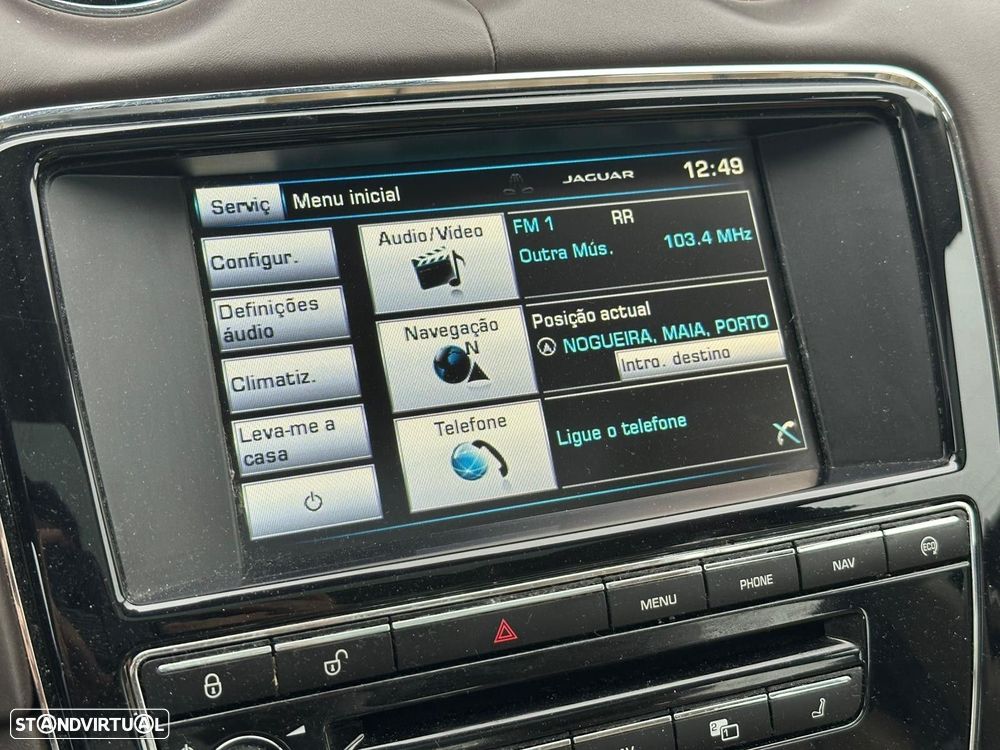 Serviç Menu inicial JAGUAR 12:49
Configur.
Definições
áudio
Climatiz.
Leva-me a
casa
Audio/Vídeo
FM 1 RR
Outra Mús. 103.4 MHz
Navegação
N
Posição actual
NOGUEIRA, MAIA, PORTO
Intro. destino
Telefone
Ligue o telefone
MENU PHONE NAV ECO
STANDVIRTUAL